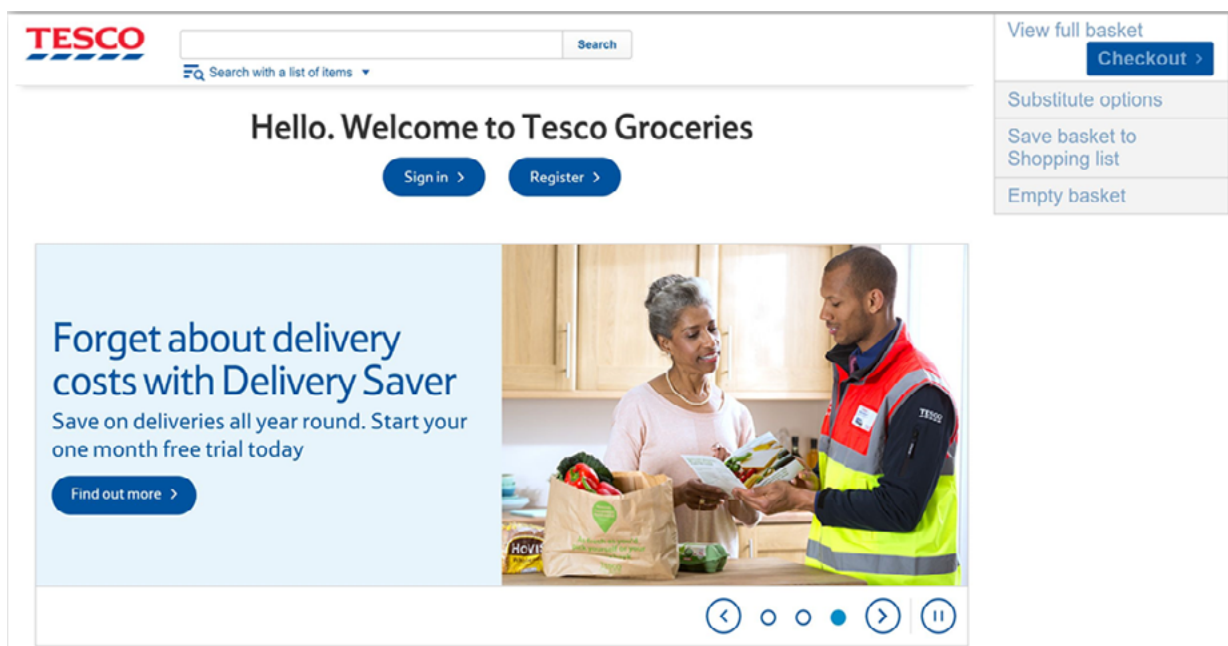 TESCO
Search
Search with a list of items
View full basket
Checkout >
Substitute options
Save basket to
Shopping list
Empty basket
Hello. Welcome to Tesco Groceries
Sign in >
Register >
Forget about delivery
costs with Delivery Saver
Save on deliveries all year round. Start your
one month free trial today
Find out more >
TESCO
HOVIS